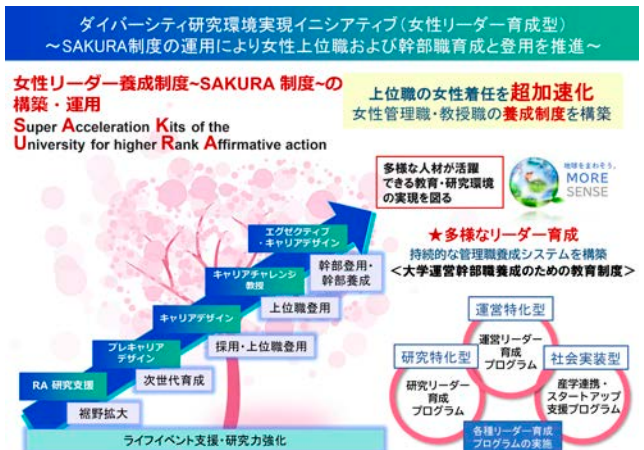 ダイバーシティ研究環境実現イニシアティブ(女性リーダー育成型)
~SAKURA制度の運用により女性上位職および幹部職育成と登用を推進~
女性リーダー養成制度~SAKURA 制度~の
構築・運用
Super Acceleration Kits of the
University for higher Rank Affirmative action
上位職の女性着任を超加速化
女性管理職・教授職の養成制度を構築
多様な人材が活躍
できる教育・研究環境
の実現を図る
地球をまわそう。
MORE
SENSE
★多様なリーダー育成
持続的な管理職養成システムを構築
<大学運営幹部職養成のための教育制度>
エグゼクティブ
・キャリアデザイン
幹部登用・
幹部養成
キャリアチャレンジ
教授
上位職登用
キャリアデザイン
採用・上位職登用
プレキャリア
デザイン
次世代育成
RA 研究支援
裾野拡大
ライフイベント支援・研究力強化
運営特化型
運営リーダー
育成
プログラム
研究特化型
研究リーダー
育成
プログラム
社会実装型
産学連携・
スタートアップ
支援プログラム
各種リーダー育成
プログラムの実施